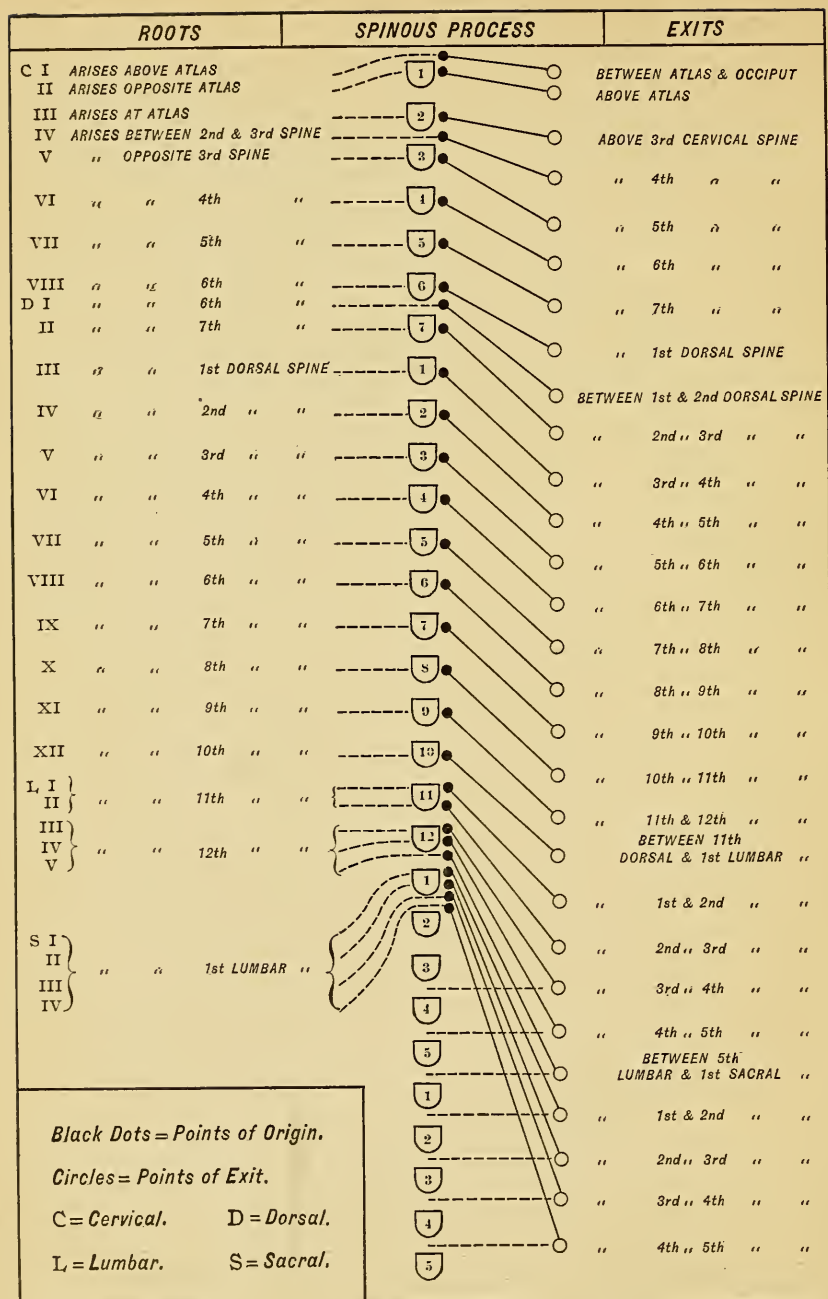 ROOTS SPINOUS PROCESS EXITS
C I ARISES ABOVE ATLAS BETWEEN ATLAS & OCCIPUT
II ARISES OPPOSITE ATLAS 1 ABOVE ATLAS
III ARISES AT ATLAS 2
IV ARISES BETWEEN 2nd & 3rd SPINE ABOVE 3rd CERVICAL SPINE
V „ OPPOSITE 3rd SPINE 3
„ 4th „ „
VI „ „ 4th „ 4
„ 5th „ „
VII „ „ 5th „ 5
„ 6th „ „
VIII „ „ 6th „ 6
D I „ „ 6th „ „ 7th „ „
II „ „ 7th „ 7
„ 1st DORSAL SPINE
III „ „ 1st DORSAL SPINE 1
BETWEEN 1st & 2nd DORSAL SPINE
IV „ „ 2nd „ „ 2
„ 2nd „ 3rd „ „
V „ „ 3rd „ „ 3
„ 3rd „ 4th „ „
VI „ „ 4th „ „ 4
„ 4th „ 5th „ „
VII „ „ 5th „ „ 5
„ 5th „ 6th „ „
VIII „ „ 6th „ „ 6
„ 6th „ 7th „ „
IX „ „ 7th „ „ 7
„ 7th „ 8th „ „
X „ „ 8th „ „ 8
„ 8th „ 9th „ „
XI „ „ 9th „ „ 9
„ 9th „ 10th „ „
XII „ „ 10th „ „ 10
„ 10th „ 11th „ „
L I
II „ „ 11th „ „ 11
„ 11th & 12th „ „
III
IV „ „ 12th „ „ 12
V
BETWEEN 11th
DORSAL & 1st LUMBAR „
1
„ 1st & 2nd „ „
2
S I
II „ „ 1st LUMBAR „
III
IV
„ 2nd „ 3rd „ „
3
„ 3rd „ 4th „ „
4
„ 4th „ 5th „ „
5
BETWEEN 5th
LUMBAR & 1st SACRAL „
1
„ 1st & 2nd „ „
2
„ 2nd „ 3rd „ „
3
„ 3rd „ 4th „ „
4
„ 4th „ 5th „ „
5
Black Dots = Points of Origin.
Circles = Points of Exit.
C = Cervical. D = Dorsal.
L = Lumbar. S = Sacral.